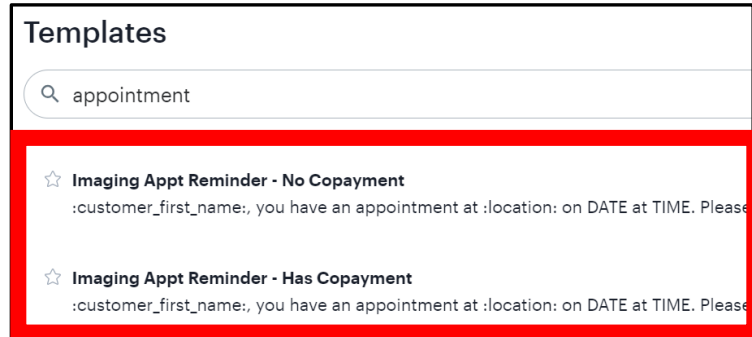 Templates
appointment
Imaging Appt Reminder - No Copayment
:customer_first_name:, you have an appointment at :location: on DATE at TIME. Please
Imaging Appt Reminder - Has Copayment
:customer_first_name:, you have an appointment at :location: on DATE at TIME. Please